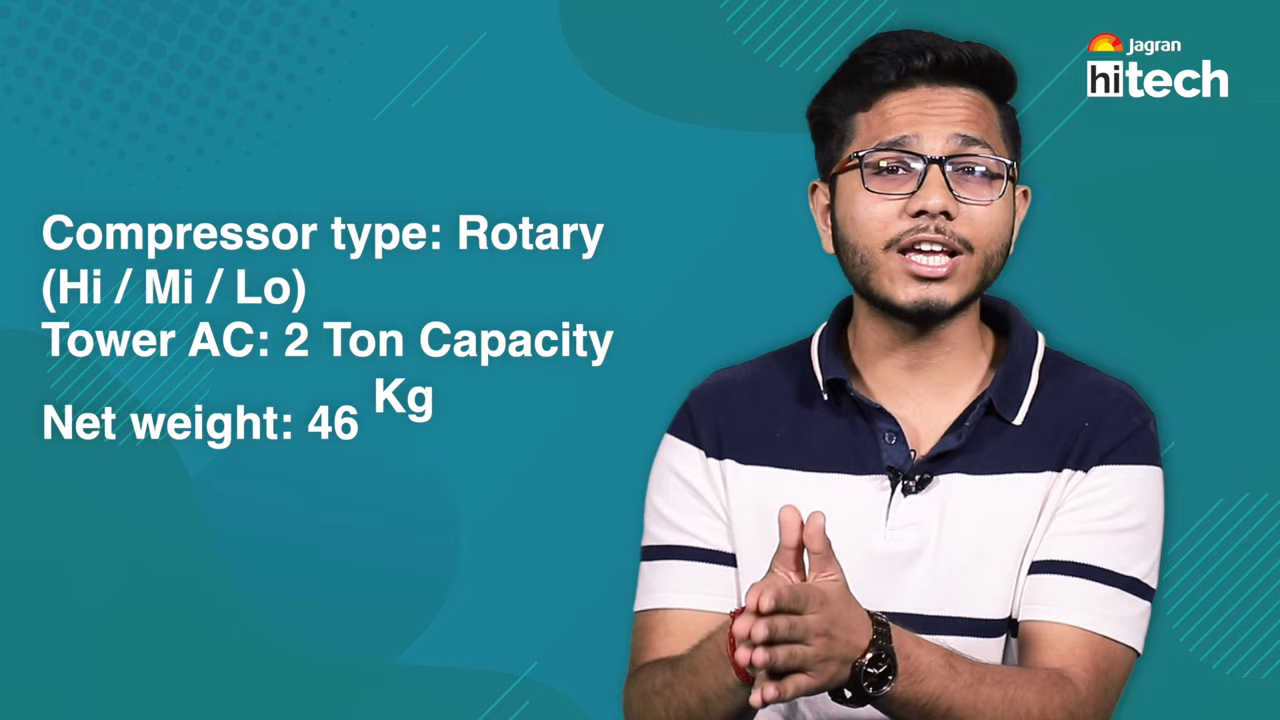 Jagran
hitech
Compressor type: Rotary
(Hi / Mi / Lo)
Tower AC: 2 Ton Capacity
Net weight: 46 Kg